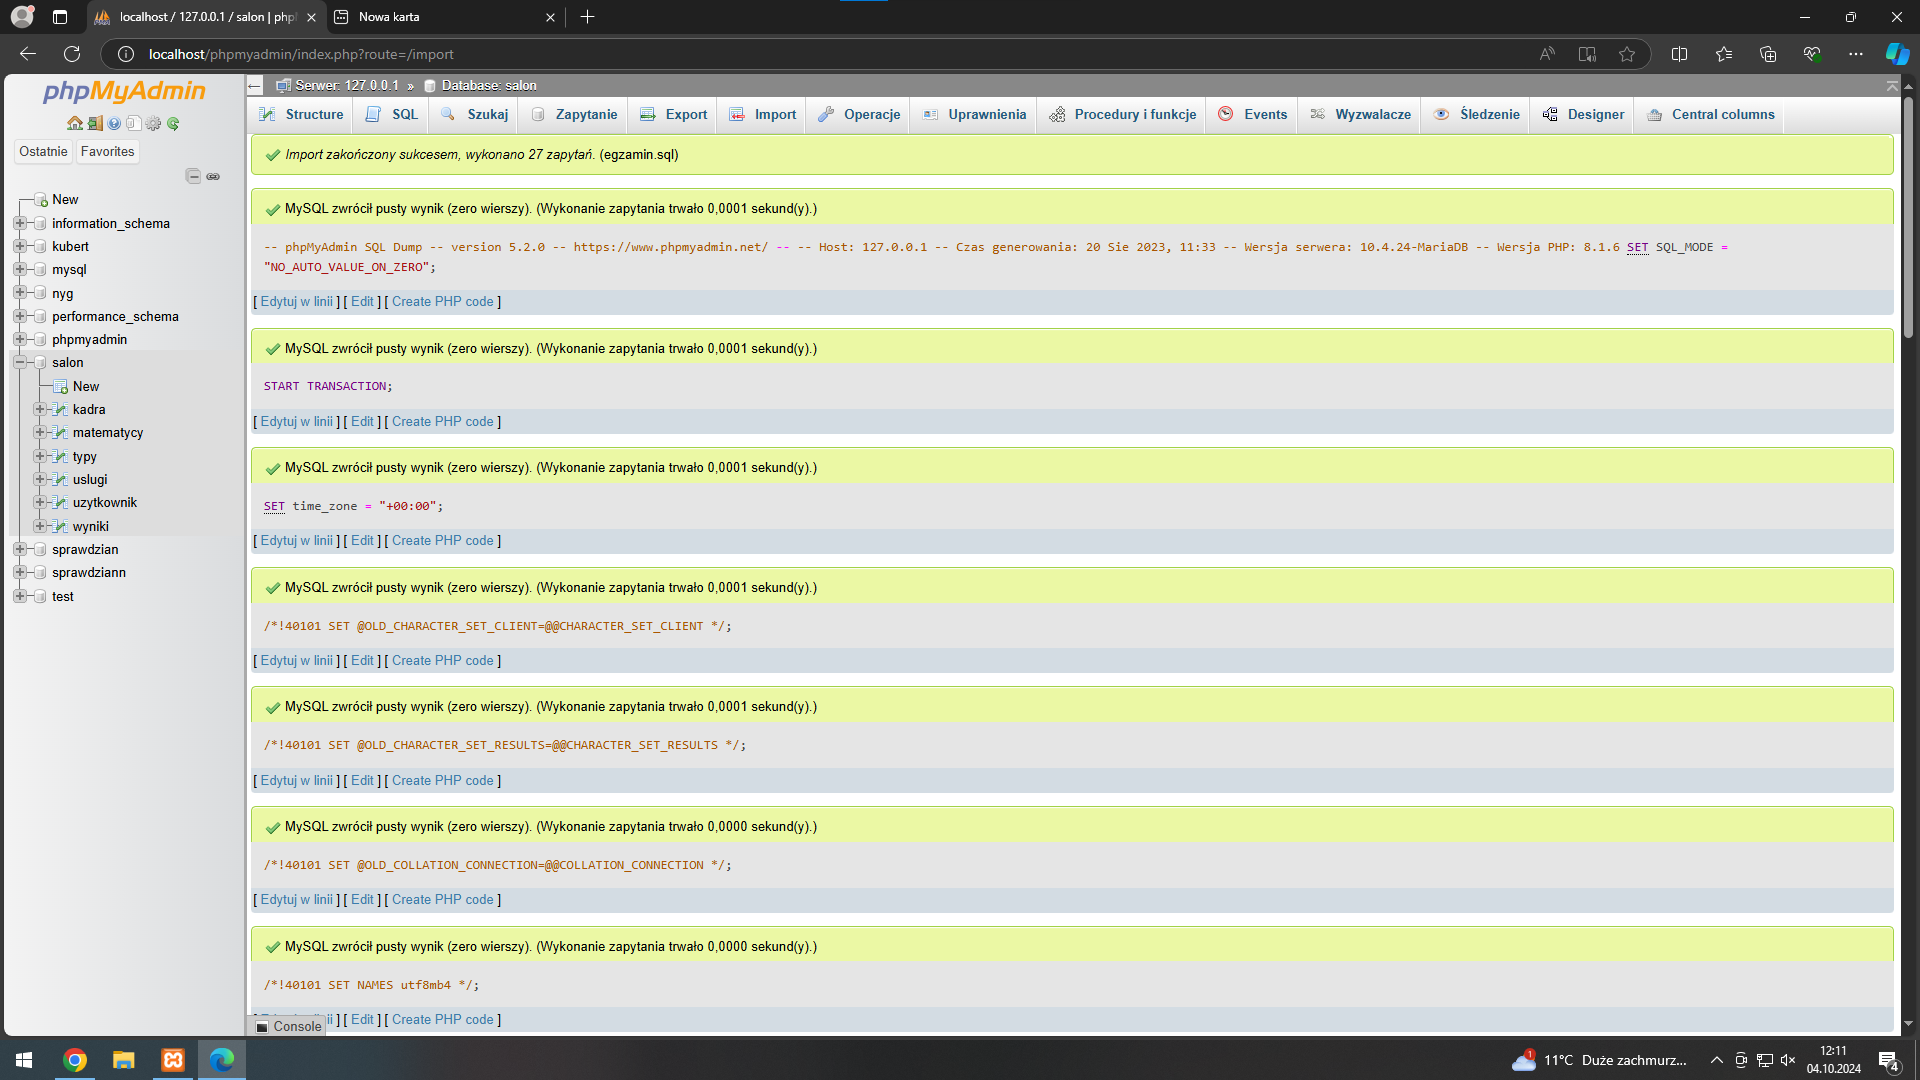 localhost / 127.0.0.1 / salon | phpl
Nowa karta
localhost/phpmyadmin/index.php?route=/import
phpMyAdmin
Ostatnie Favorites
New
information_schema
kubert
mysql
nyg
performance_schema
phpmyadmin
salon
New
kadra
matematycy
typy
uslugi
uzytkownik
wyniki
sprawdzian
sprawdziann
test
Serwer: 127.0.0.1 » Database: salon
Structure SQL Szukaj Zapytanie Export Import Operacje Uprawnienia Procedury i funkcje Events Wyzwalacze Śledzenie Designer Central columns
Import zakończony sukcesem, wykonano 27 zapytań. (egzamin.sql)
MySQL zwrócił pusty wynik (zero wierszy). (Wykonanie zapytania trwało 0,0001 sekund(y).)
-- phpMyAdmin SQL Dump -- version 5.2.0 -- https://www.phpmyadmin.net/ -- -- Host: 127.0.0.1 -- Czas generowania: 20 Sie 2023, 11:33 -- Wersja serwera: 10.4.24-MariaDB -- Wersja PHP: 8.1.6 SET SQL_MODE =
"NO_AUTO_VALUE_ON_ZERO";
[ Edytuj w linii ] [ Edit ] [ Create PHP code ]
MySQL zwrócił pusty wynik (zero wierszy). (Wykonanie zapytania trwało 0,0001 sekund(y).)
START TRANSACTION;
[ Edytuj w linii ] [ Edit ] [ Create PHP code ]
MySQL zwrócił pusty wynik (zero wierszy). (Wykonanie zapytania trwało 0,0001 sekund(y).)
SET time_zone = "+00:00";
[ Edytuj w linii ] [ Edit ] [ Create PHP code ]
MySQL zwrócił pusty wynik (zero wierszy). (Wykonanie zapytania trwało 0,0001 sekund(y).)
/*!40101 SET @OLD_CHARACTER_SET_CLIENT=@@CHARACTER_SET_CLIENT */;
[ Edytuj w linii ] [ Edit ] [ Create PHP code ]
MySQL zwrócił pusty wynik (zero wierszy). (Wykonanie zapytania trwało 0,0001 sekund(y).)
/*!40101 SET @OLD_CHARACTER_SET_RESULTS=@@CHARACTER_SET_RESULTS */;
[ Edytuj w linii ] [ Edit ] [ Create PHP code ]
MySQL zwrócił pusty wynik (zero wierszy). (Wykonanie zapytania trwało 0,0000 sekund(y).)
/*!40101 SET @OLD_COLLATION_CONNECTION=@@COLLATION_CONNECTION */;
[ Edytuj w linii ] [ Edit ] [ Create PHP code ]
MySQL zwrócił pusty wynik (zero wierszy). (Wykonanie zapytania trwało 0,0000 sekund(y).)
/*!40101 SET NAMES utf8mb4 */;
ii ] [ Edit ] [ Create PHP code ]
Console
1 11°C Duże zachmurz...
12:11
04.10.2024
4